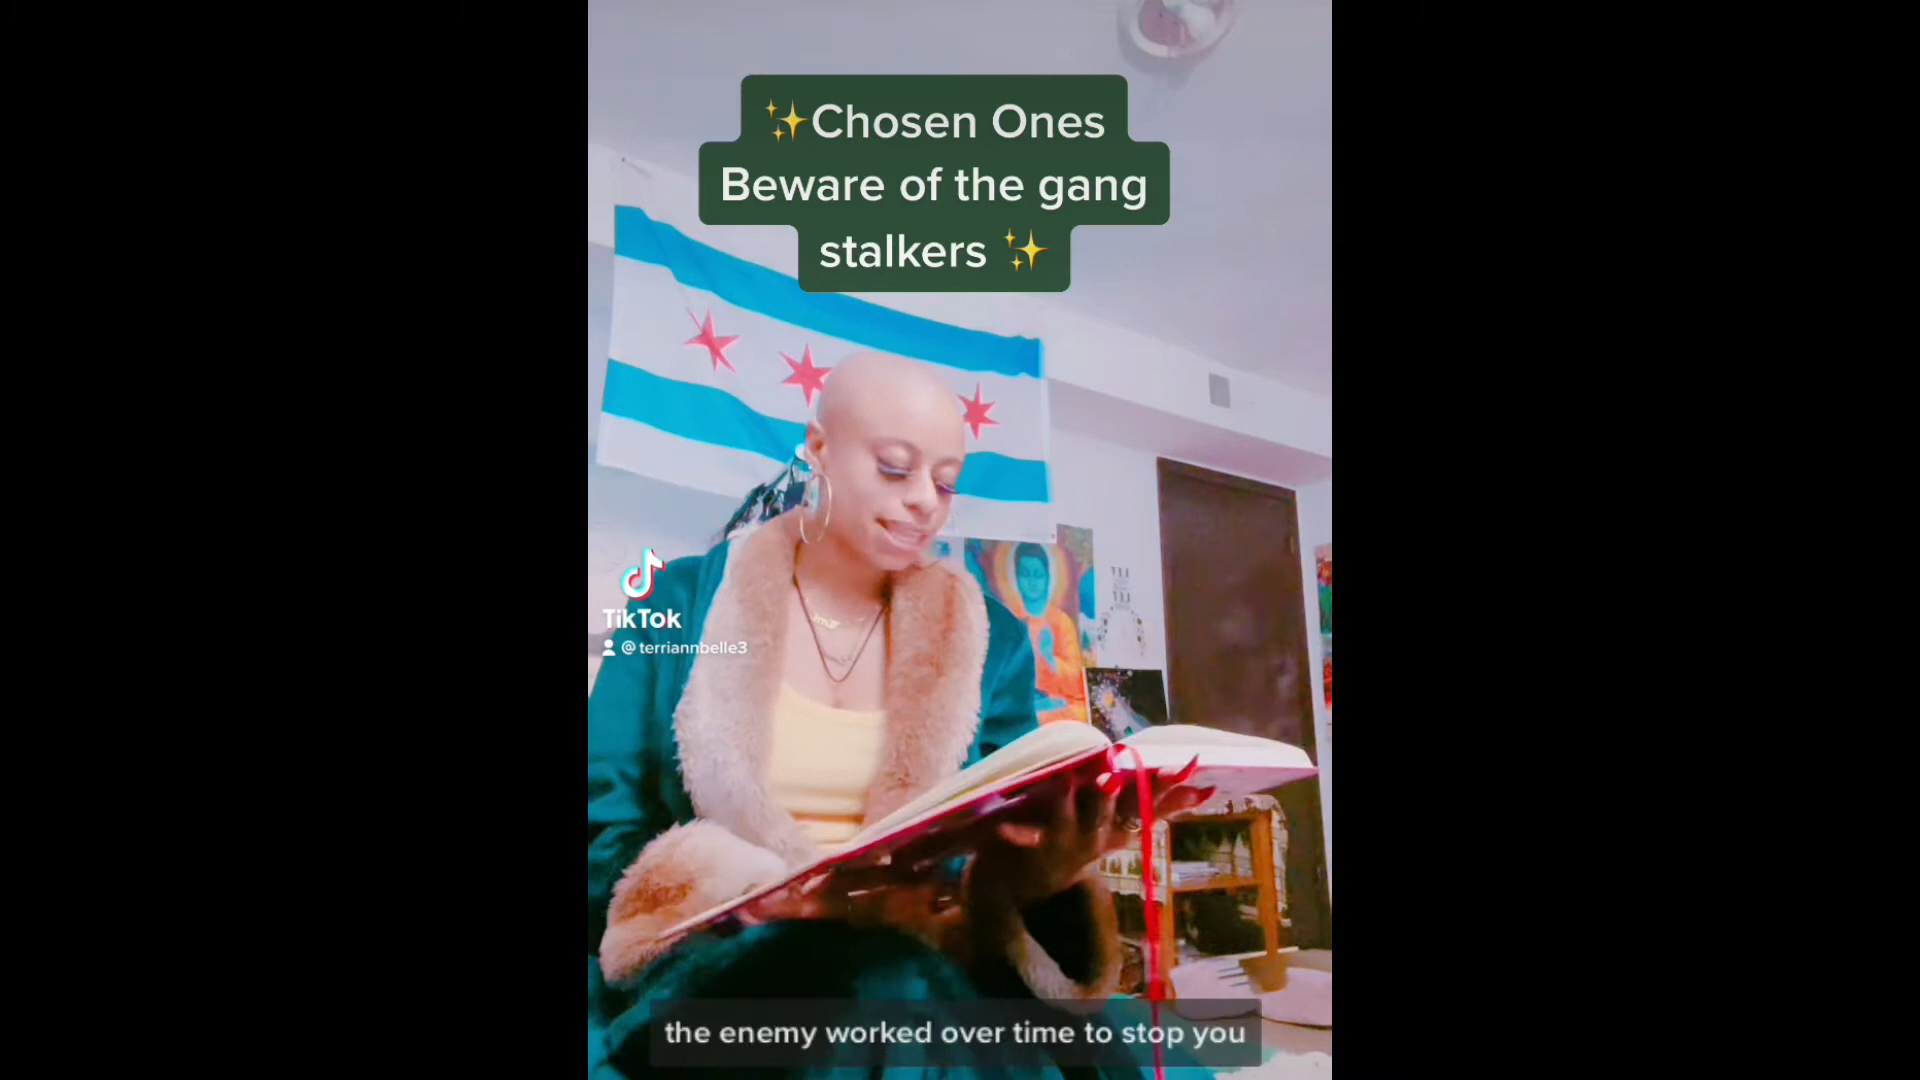 ✨Chosen Ones
Beware of the gang
stalkers ✨
TikTok
@terriannbelle3
the enemy worked over time to stop you